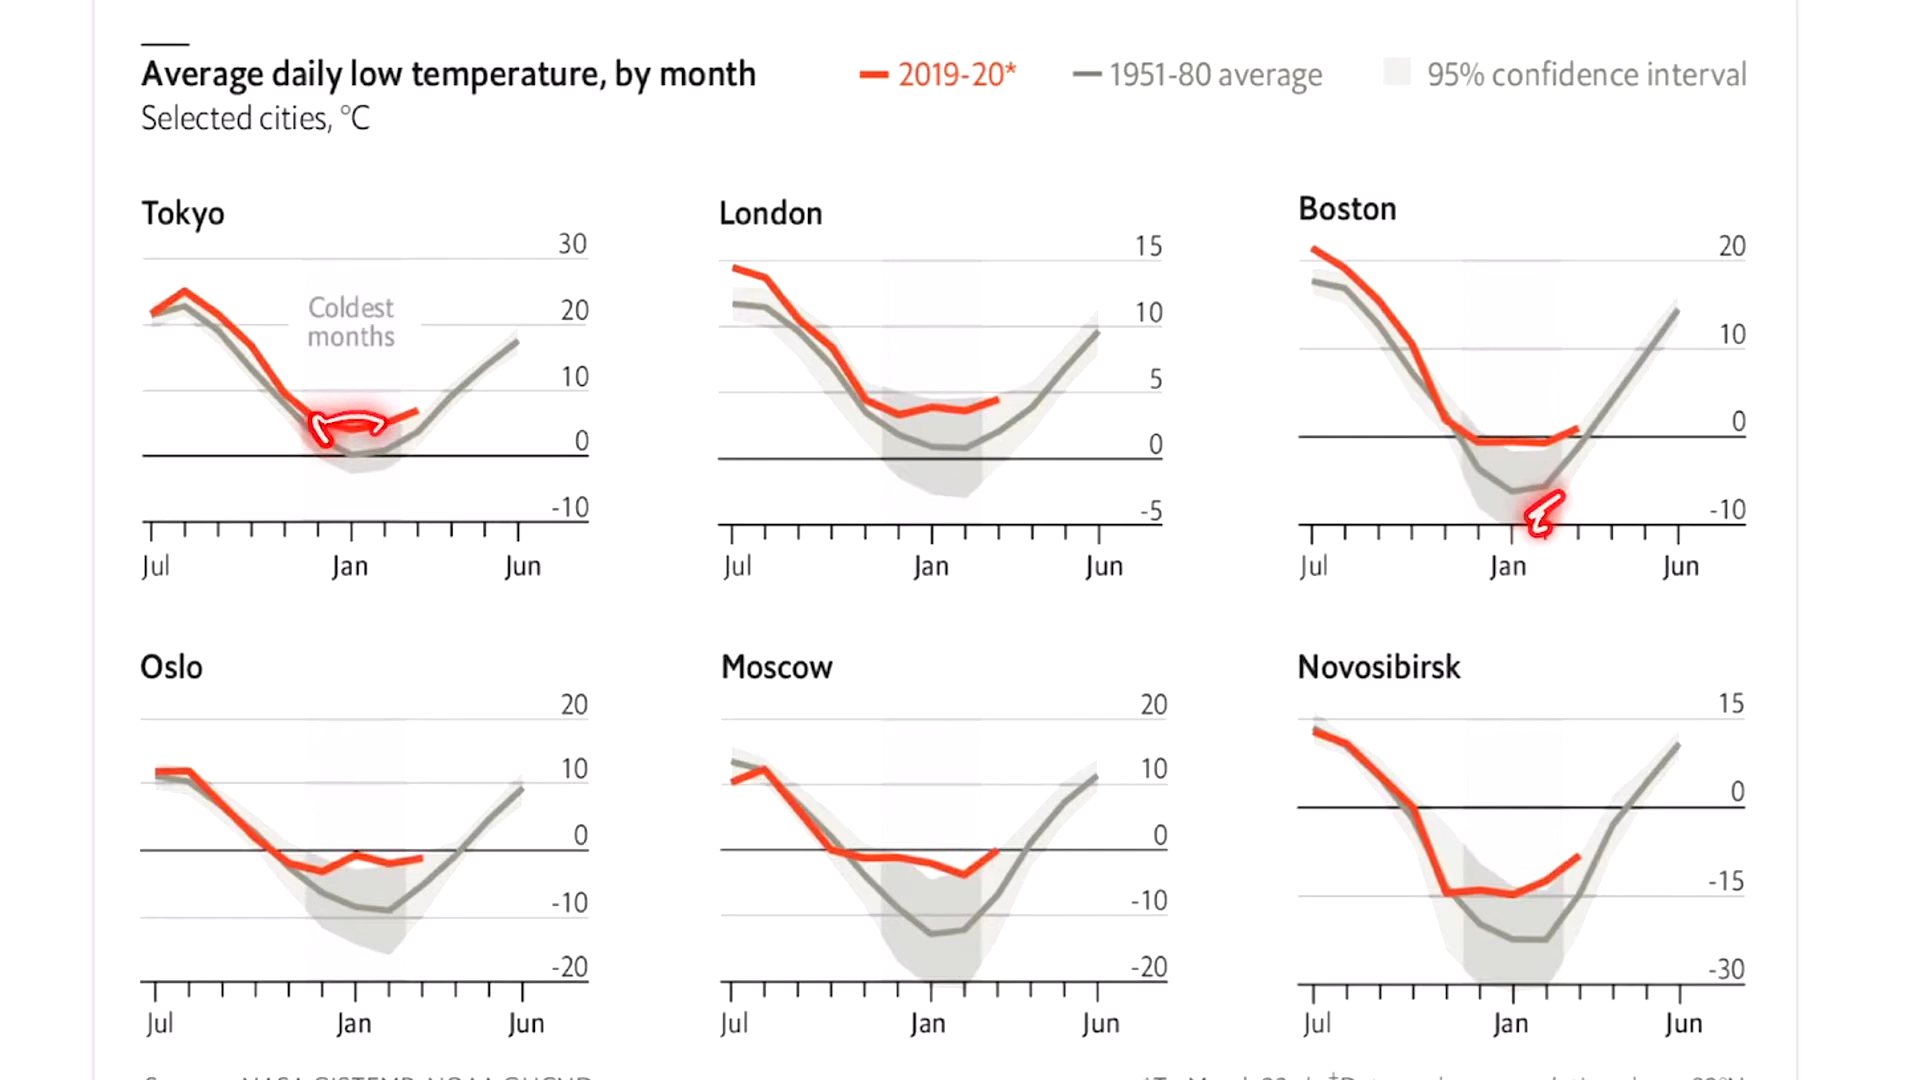 Average daily low temperature, by month
2019-20*
1951-80 average
95% confidence interval
Selected cities, °C
Tokyo
30
20
10
0
-10
Coldest
months
Jul
Jan
Jun
London
15
10
5
0
-5
Jul
Jan
Jun
Boston
20
10
0
-10
Jul
Jan
Jun
Oslo
20
10
0
-10
-20
Jul
Jan
Jun
Moscow
20
10
0
-10
-20
Jul
Jan
Jun
Novosibirsk
15
0
-15
-30
Jul
Jan
Jun